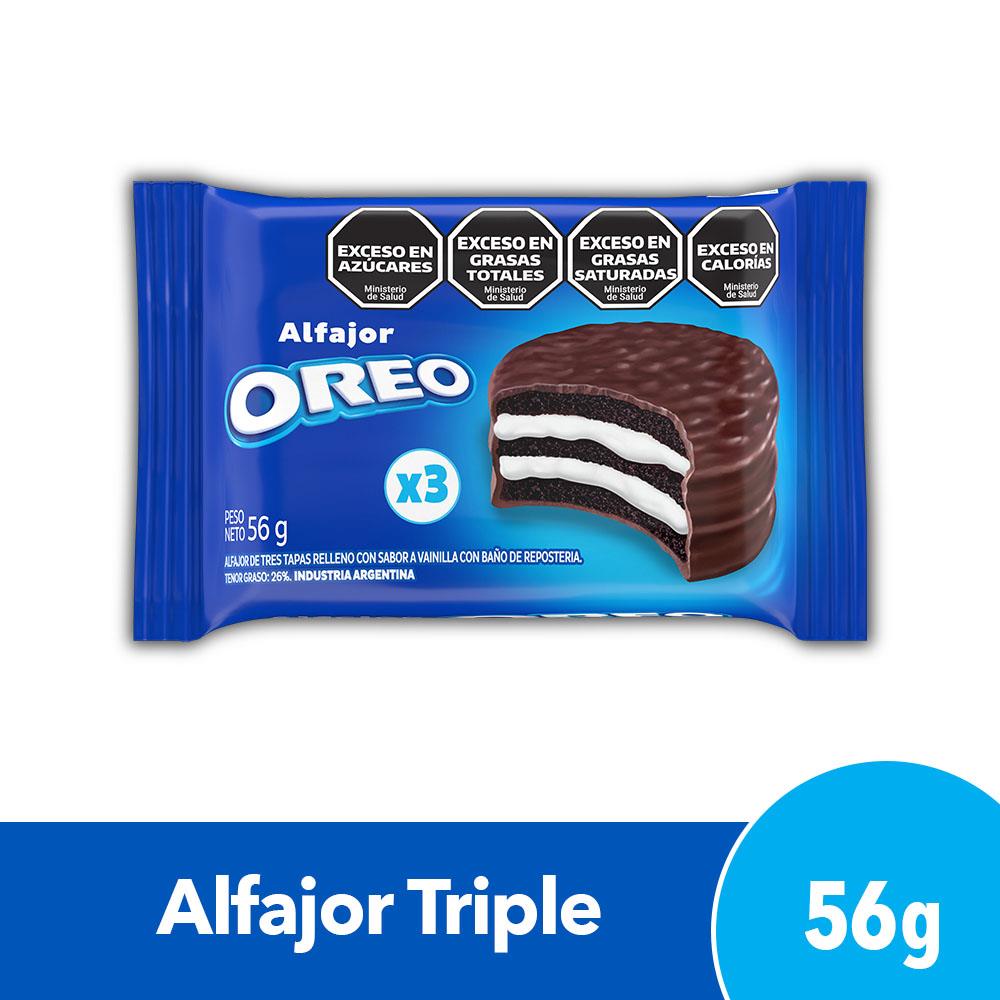 EXCESO EN
AZÚCARES
Ministerio
de Salud
EXCESO EN
GRASAS
TOTALES
Ministerio
de Salud
EXCESO EN
GRASAS
SATURADAS
Ministerio
de Salud
EXCESO EN
CALORÍAS
Ministerio
de Salud
Alfajor
OREO
x3
PESO
NETO 56 g
ALFAJOR DE TRES TAPAS RELLENO CON SABOR A VAINILLA CON BAÑO DE REPOSTERIA.
TENOR GRASO: 26%. INDUSTRIA ARGENTINA
Alfajor Triple
56g